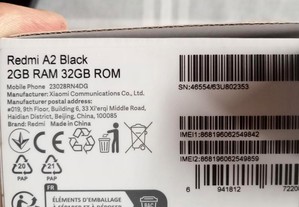 Redmi A2 Black
2GB RAM 32GB ROM
Mobile Phone 23028RN4DG
Manufacturer: Xiaomi Communications Co., Ltd.
Manufacturer postal address:
#019, 9th Floor, Building 6, 33 Xi'erqi Middle Road,
Haidian District, Beijing, China, 100085
Brand: Redmi Made in China
SN:46554/63U802353
IMEI1:868196062549842
IMEI2:868196062549859
20
PAP
21
PAP
FR
ÉLÉMENTS D'EMBALLAGE
6 941812